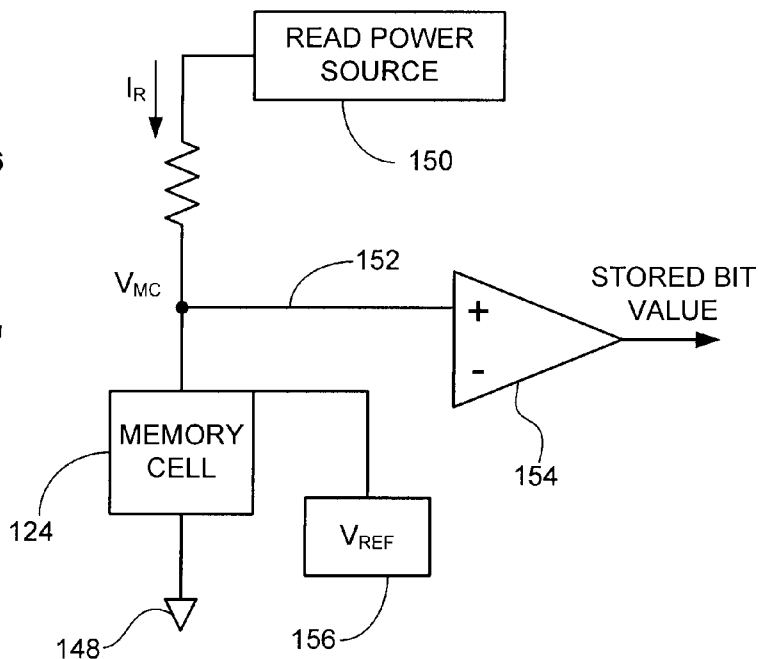 READ POWER
SOURCE
I_R
150
152
V_MC
STORED BIT
VALUE
+
-
MEMORY
CELL
154
124
V_REF
148
156